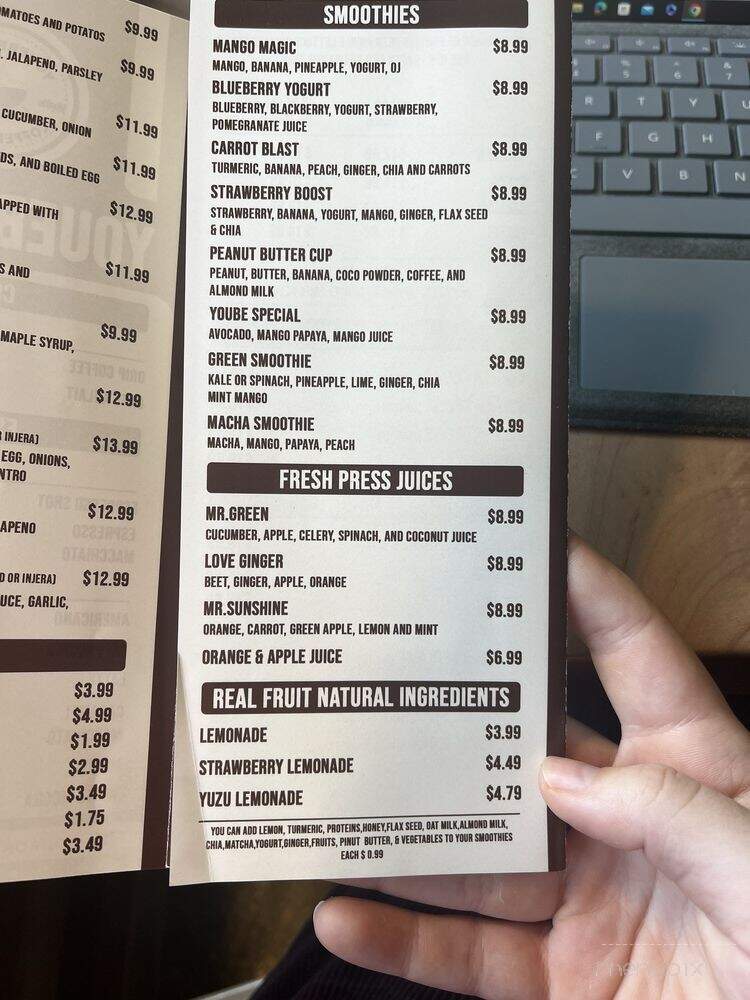 MATOES AND POTATOS $9.99
JALAPENO, PARSLEY $9.99
CUCUMBER, ONION $11.99
DS, AND BOILED EGG $11.99
APPED WITH $12.99
S AND $11.99
$9.99
MAPLE SYRUP,
$12.99
R INJERA) $13.99
EGG, ONIONS,
NTRO
$12.99
APENO
D OR INJERA) $12.99
UCE, GARLIC,
$3.99
$4.99
$1.99
$2.99
$3.49
$1.75
$3.49
SMOOTHIES
MANGO MAGIC $8.99
MANGO, BANANA, PINEAPPLE, YOGURT, OJ
BLUEBERRY YOGURT $8.99
BLUEBERRY, BLACKBERRY, YOGURT, STRAWBERRY,
POMEGRANATE JUICE
CARROT BLAST $8.99
TURMERIC, BANANA, PEACH, GINGER, CHIA AND CARROTS
STRAWBERRY BOOST $8.99
STRAWBERRY, BANANA, YOGURT, MANGO, GINGER, FLAX SEED
& CHIA
PEANUT BUTTER CUP $8.99
PEANUT, BUTTER, BANANA, COCO POWDER, COFFEE, AND
ALMOND MILK
YOUBE SPECIAL $8.99
AVOCADO, MANGO PAPAYA, MANGO JUICE
GREEN SMOOTHIE $8.99
KALE OR SPINACH, PINEAPPLE, LIME, GINGER, CHIA
MINT MANGO
MACHA SMOOTHIE $8.99
MACHA, MANGO, PAPAYA, PEACH
FRESH PRESS JUICES
MR.GREEN $8.99
CUCUMBER, APPLE, CELERY, SPINACH, AND COCONUT JUICE
LOVE GINGER $8.99
BEET, GINGER, APPLE, ORANGE
MR.SUNSHINE $8.99
ORANGE, CARROT, GREEN APPLE, LEMON AND MINT
ORANGE & APPLE JUICE $6.99
REAL FRUIT NATURAL INGREDIENTS
LEMONADE $3.99
STRAWBERRY LEMONADE $4.49
YUZU LEMONADE $4.79
YOU CAN ADD LEMON, TURMERIC, PROTEINS,HONEY,FLAX SEED, OAT MILK,ALMOND MILK,
CHIA,MATCHA,YOGURT,GINGER,FRUITS, PINUT BUTTER, & VEGETABLES TO YOUR SMOOTHIES
EACH $ 0.99
% 5 ^ 6 & 7
R T Y U
F G H
V B N